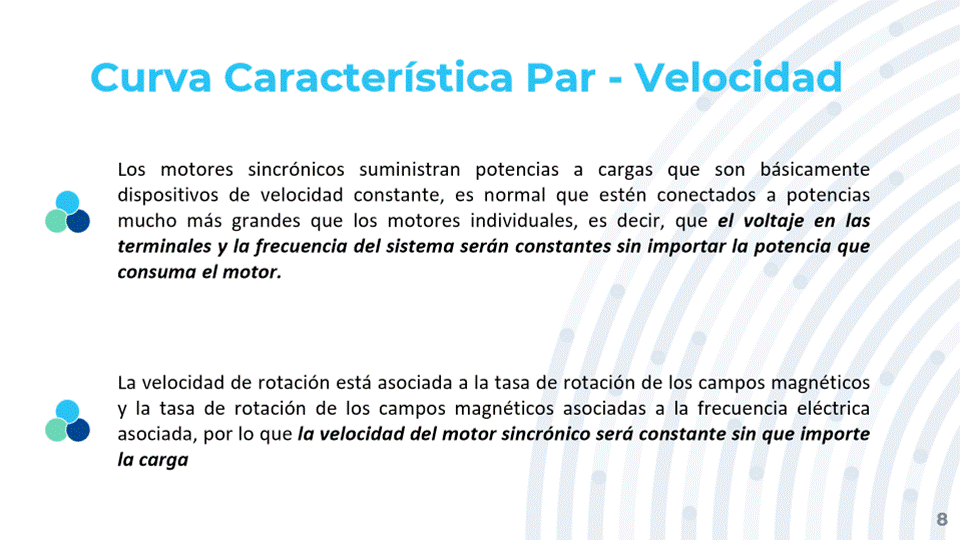 Curva Característica Par - Velocidad
Los motores sincrónicos suministran potencias a cargas que son básicamente
dispositivos de velocidad constante, es normal que estén conectados a potencias
mucho más grandes que los motores individuales, es decir, que el voltaje en las
terminales y la frecuencia del sistema serán constantes sin importar la potencia que
consuma el motor.
La velocidad de rotación está asociada a la tasa de rotación de los campos magnéticos
y la tasa de rotación de los campos magnéticos asociadas a la frecuencia eléctrica
asociada, por lo que la velocidad del motor sincrónico será constante sin que importe
la carga
8